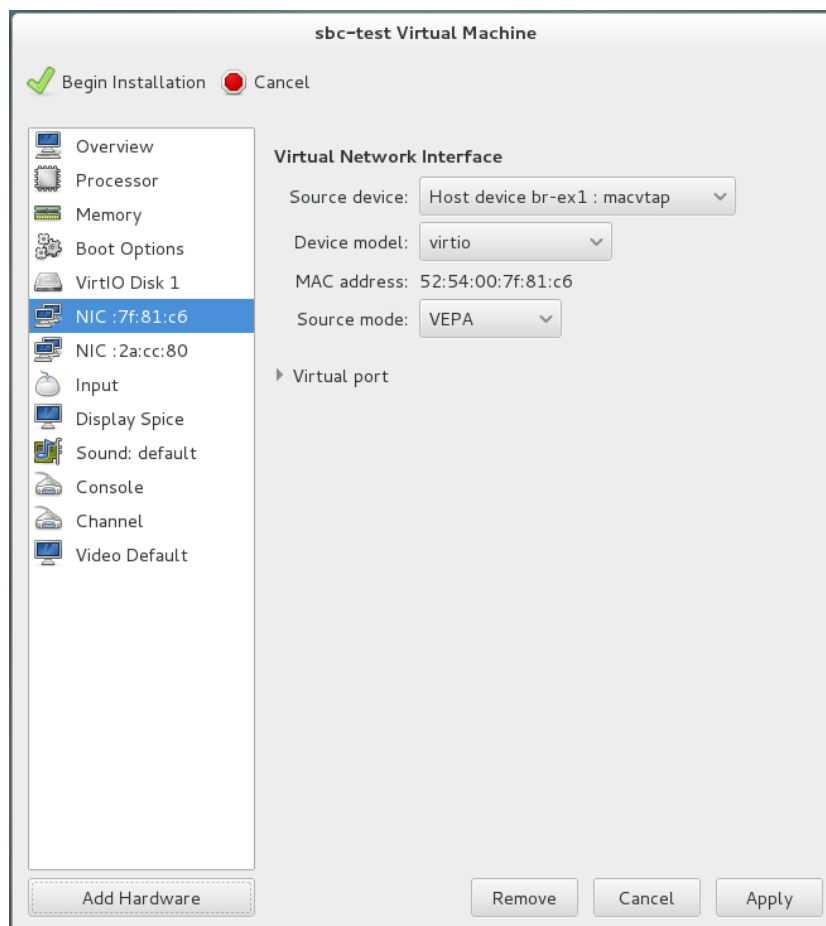 sbc-test Virtual Machine
Begin Installation Cancel
Overview
Processor
Memory
Boot Options
VirtIO Disk 1
NIC :7f:81:c6
NIC :2a:cc:80
Input
Display Spice
Sound: default
Console
Channel
Video Default
Add Hardware
Virtual Network Interface
Source device: Host device br-ex1 : macvtap
Device model: virtio
MAC address: 52:54:00:7f:81:c6
Source mode: VEPA
Virtual port
Remove Cancel Apply